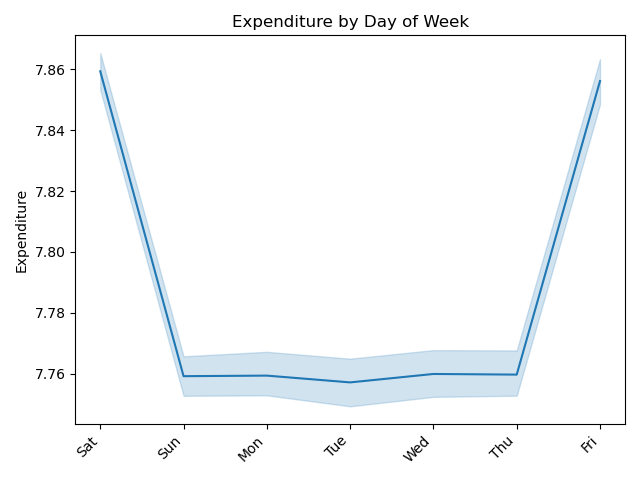 Expenditure by Day of Week
Expenditure
7.86
7.84
7.82
7.80
7.78
7.76
Sat
Sun
Mon
Tue
Wed
Thu
Fri